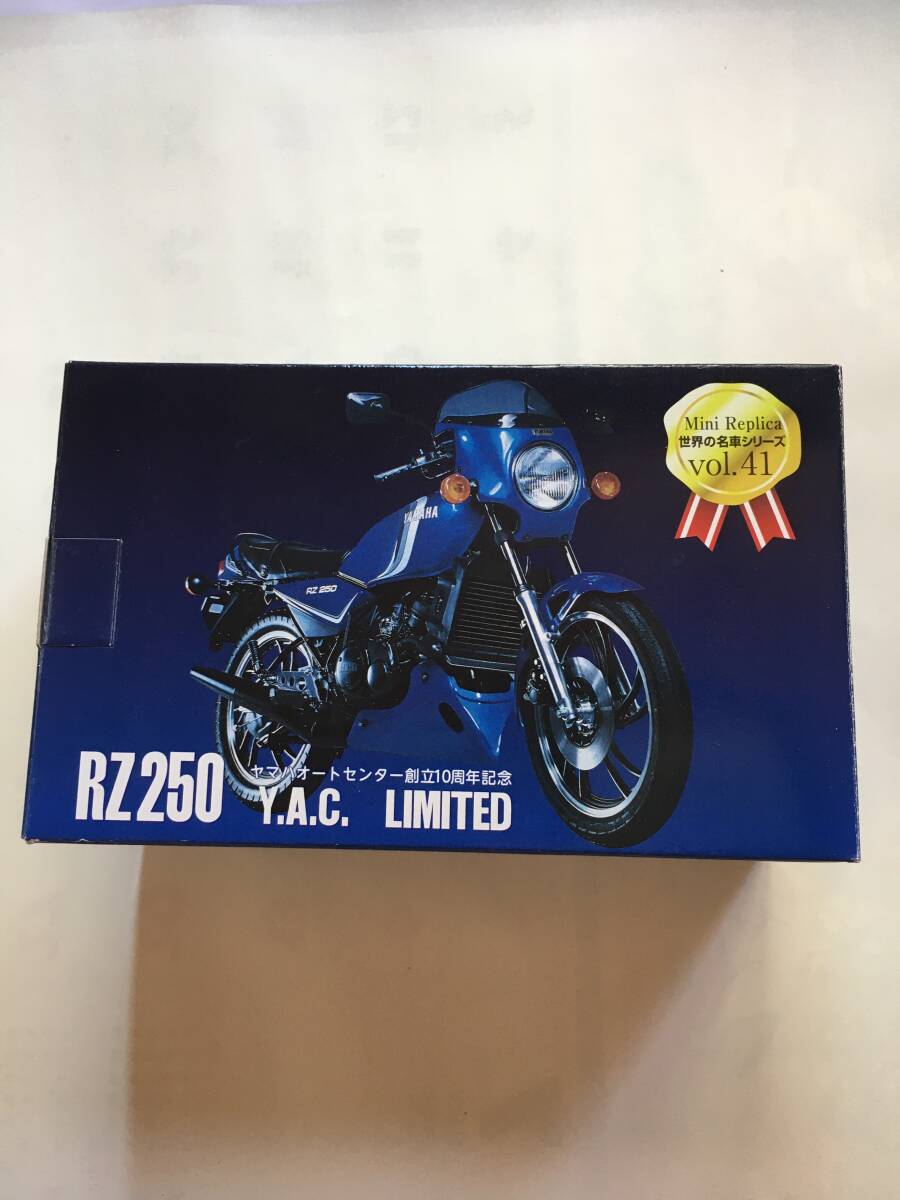 Mini Replica
世界の名車シリーズ
vol.41
YAMAHA
RZ 250
RZ250
ヤマハオートセンター創立10周年記念
Y.A.C. LIMITED